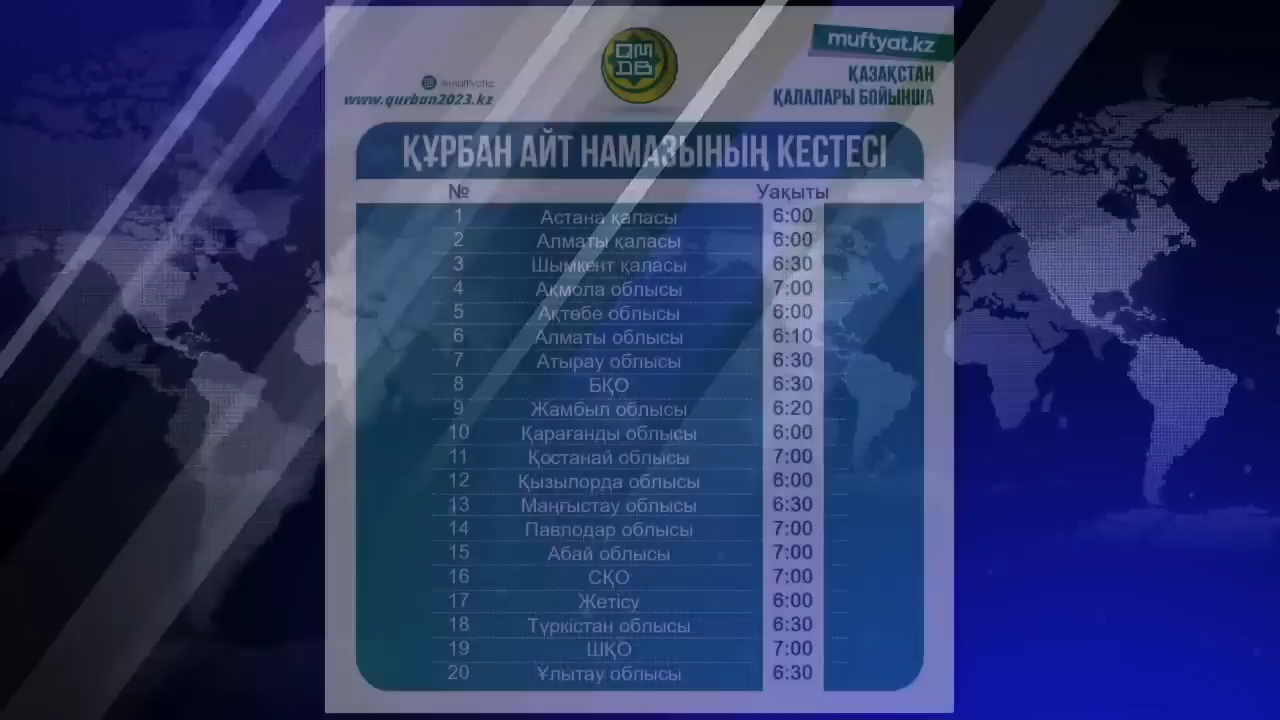 muftyat.kz
@muftyatkz
www.qurban2023.kz
ҚМДБ
ҚАЗАҚСТАН
ҚАЛАЛАРЫ БОЙЫНША
ҚҰРБАН АЙТ НАМАЗЫНЫҢ КЕСТЕСІ
№ Уақыты
1 Астана қаласы 6:00
2 Алматы қаласы 6:00
3 Шымкент қаласы 6:30
4 Ақмола облысы 7:00
5 Ақтөбе облысы 6:00
6 Алматы облысы 6:10
7 Атырау облысы 6:30
8 БҚО 6:30
9 Жамбыл облысы 6:20
10 Қарағанды облысы 6:00
11 Қостанай облысы 7:00
12 Қызылорда облысы 6:00
13 Маңғыстау облысы 6:30
14 Павлодар облысы 7:00
15 Абай облысы 7:00
16 СҚО 7:00
17 Жетісу 6:00
18 Түркістан облысы 6:30
19 ШҚО 7:00
20 Ұлытау облысы 6:30